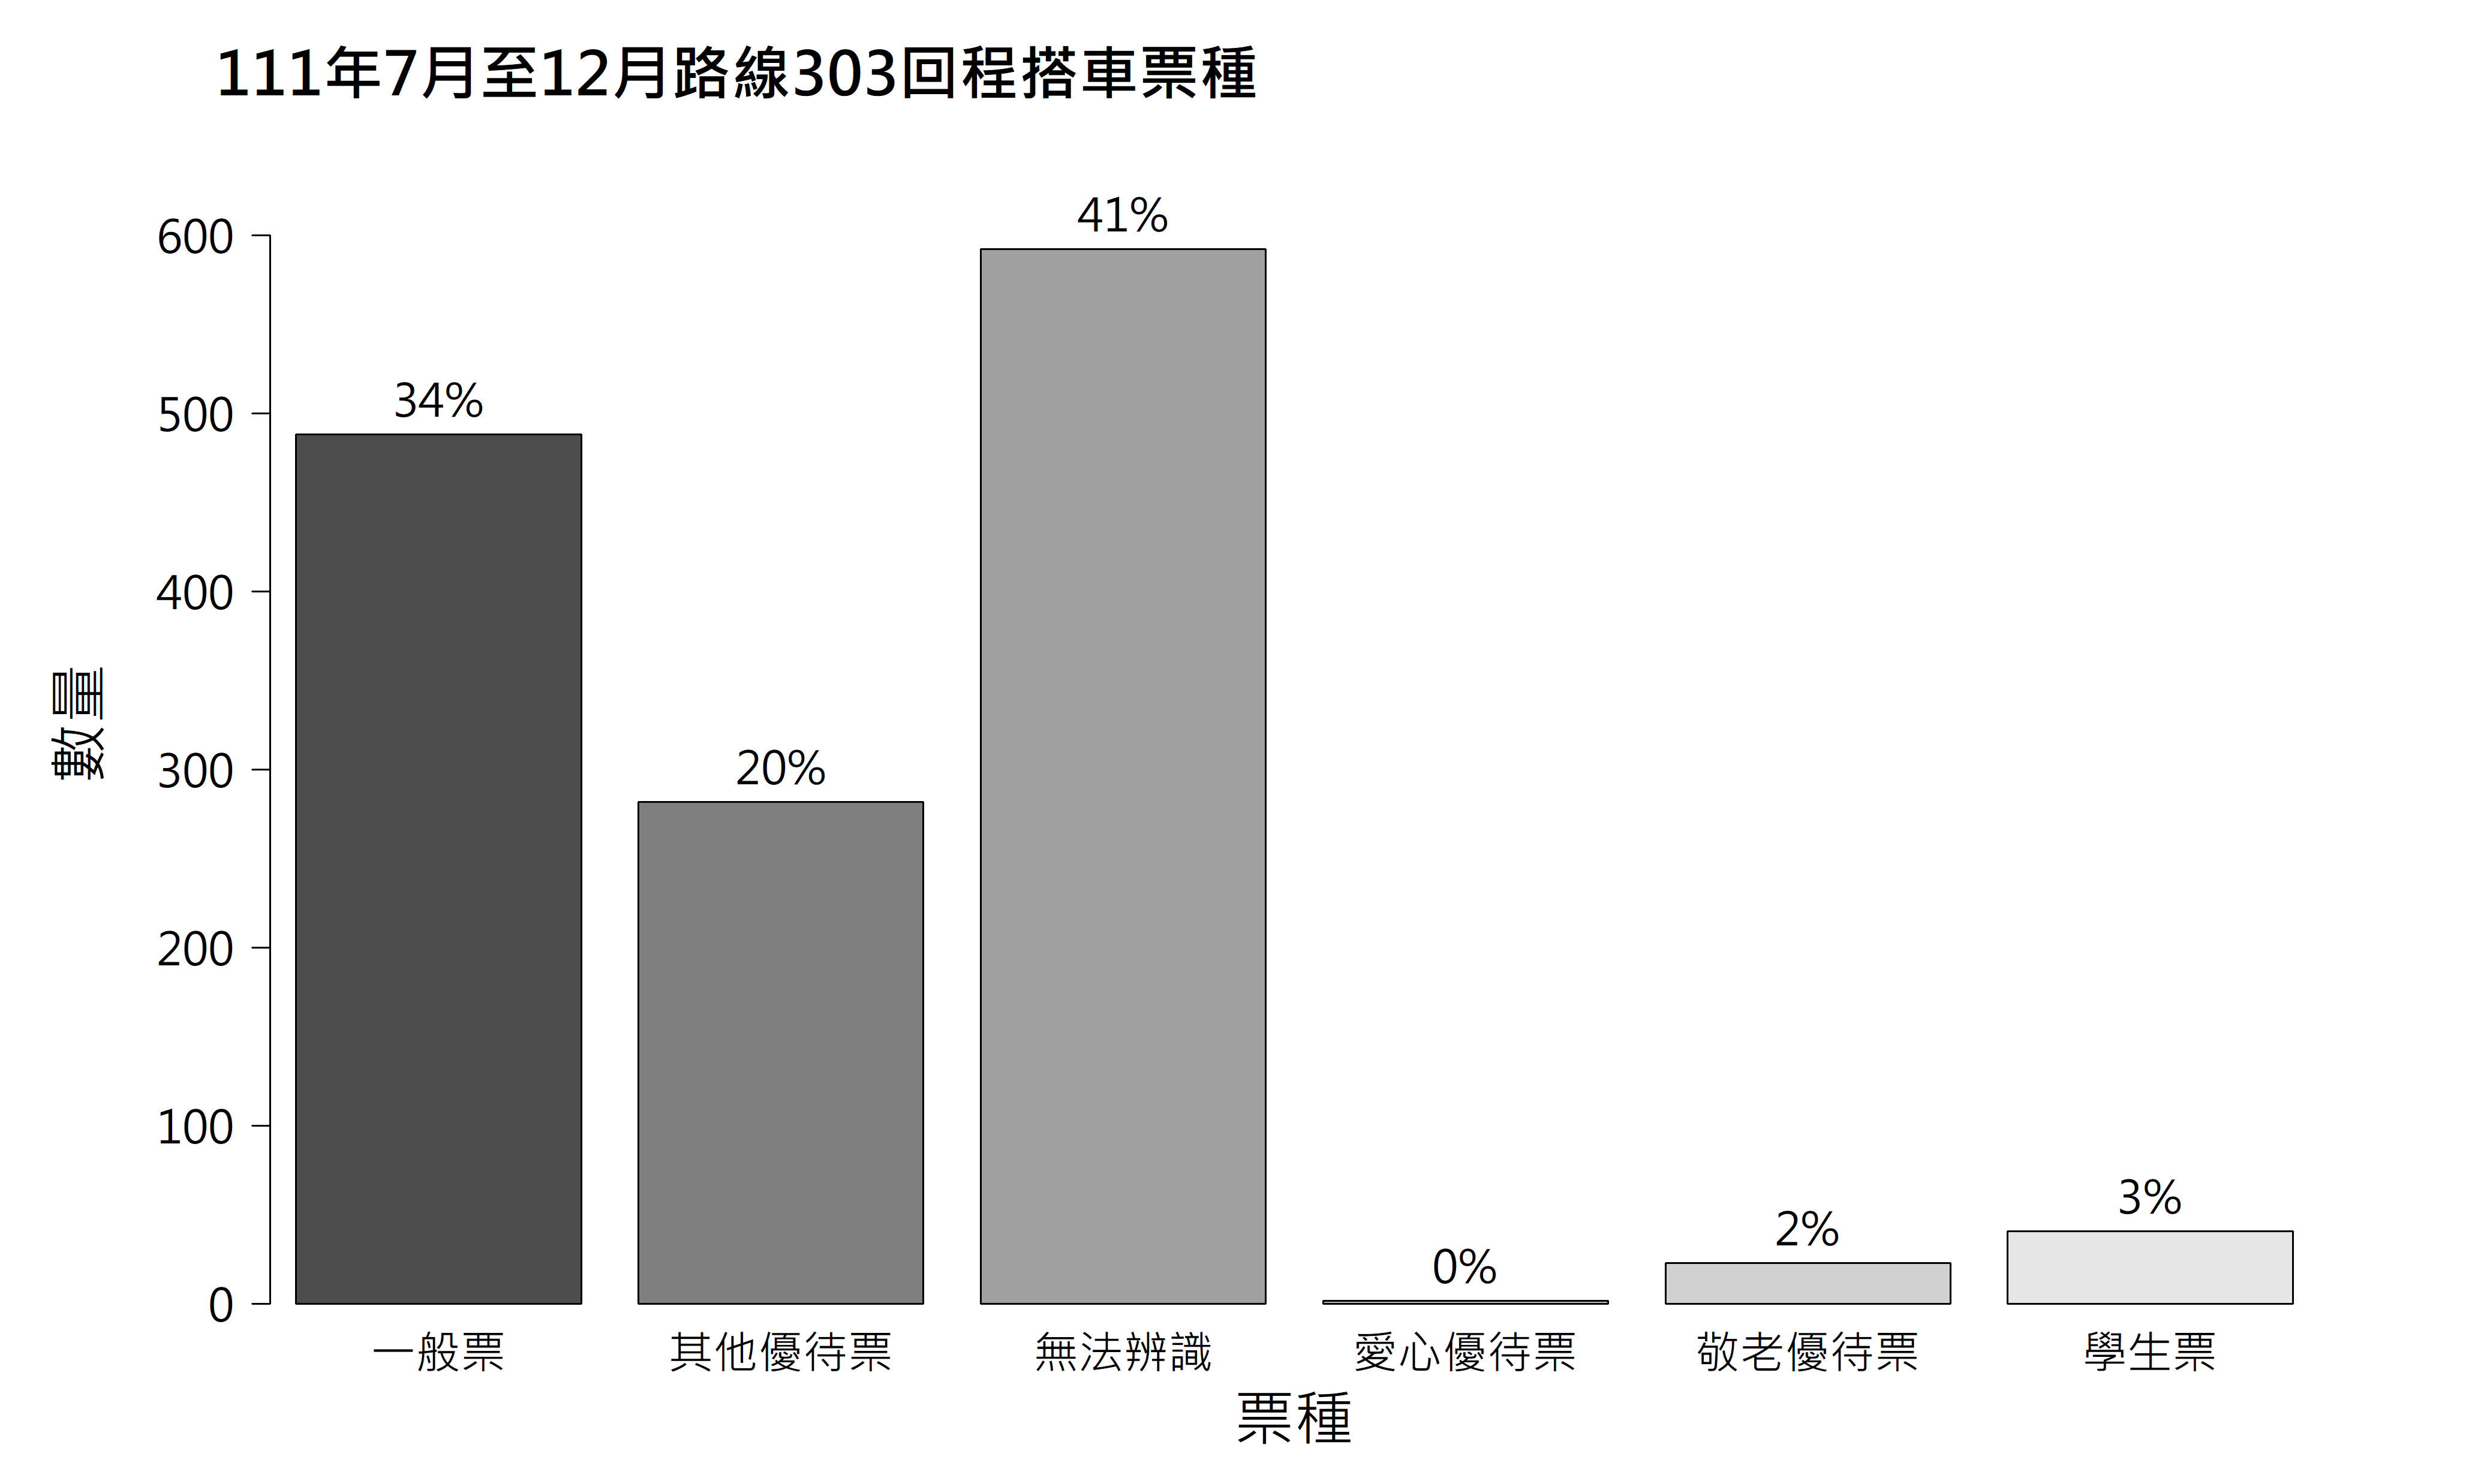 111年7月至12月路線303回程搭車票種
數量
600
500
400
300
200
100
0
34%
20%
41%
0%
2%
3%
一般票
其他優待票
無法辨識
愛心優待票
敬老優待票
學生票
票種